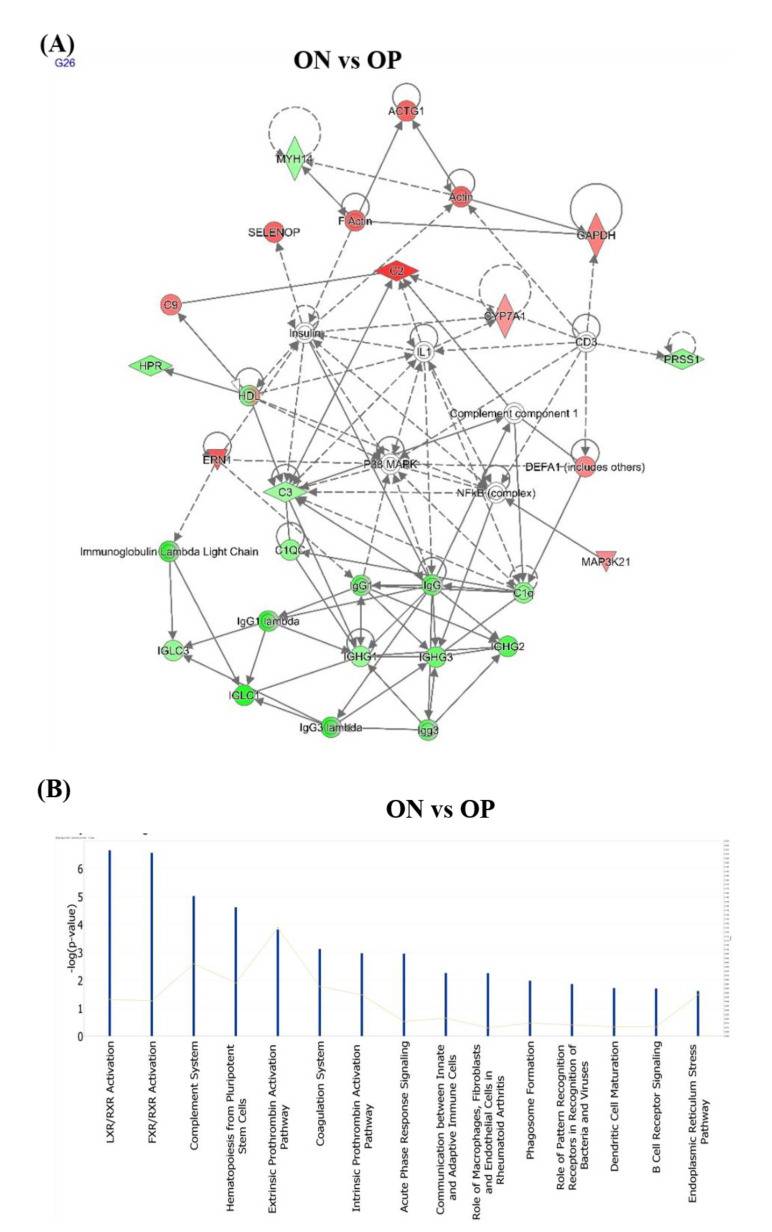 (A)
G26
ON vs OP
ACTG1
MYH14
Actin
F Actin
SELENOP
GAPDH
C2
C9
CYP7A1
Insulin
CD3
IL1
PRSS1
HPR
HDL
Complement component 1
ERN1
P38 MAPK
DEFA1 (includes others)
C3
NFkB (complex)
Immunoglobulin Lambda Light Chain
C1QC
MAP3K21
IgG1
IgG
C1q
IgG1 lambda
IGLC3
IGHG1
IGHG3
IGHG2
IGLC1
IgG3 lambda
Igg3
(B)
ON vs OP
-log(p-value)
6
5
4
3
2
1
0
LXR/RXR Activation
FXR/RXR Activation
Complement System
Hematopoiesis from Pluripotent
Stem Cells
Extrinsic Prothrombin Activation
Pathway
Coagulation System
Intrinsic Prothrombin Activation
Pathway
Acute Phase Response Signaling
Communication between Innate
and Adaptive Immune Cells
Role of Macrophages, Fibroblasts
and Endothelial Cells in
Rheumatoid Arthritis
Phagosome Formation
Role of Pattern Recognition
Receptors in Recognition of
Bacteria and Viruses
Dendritic Cell Maturation
B Cell Receptor Signaling
Endoplasmic Reticulum Stress
Pathway